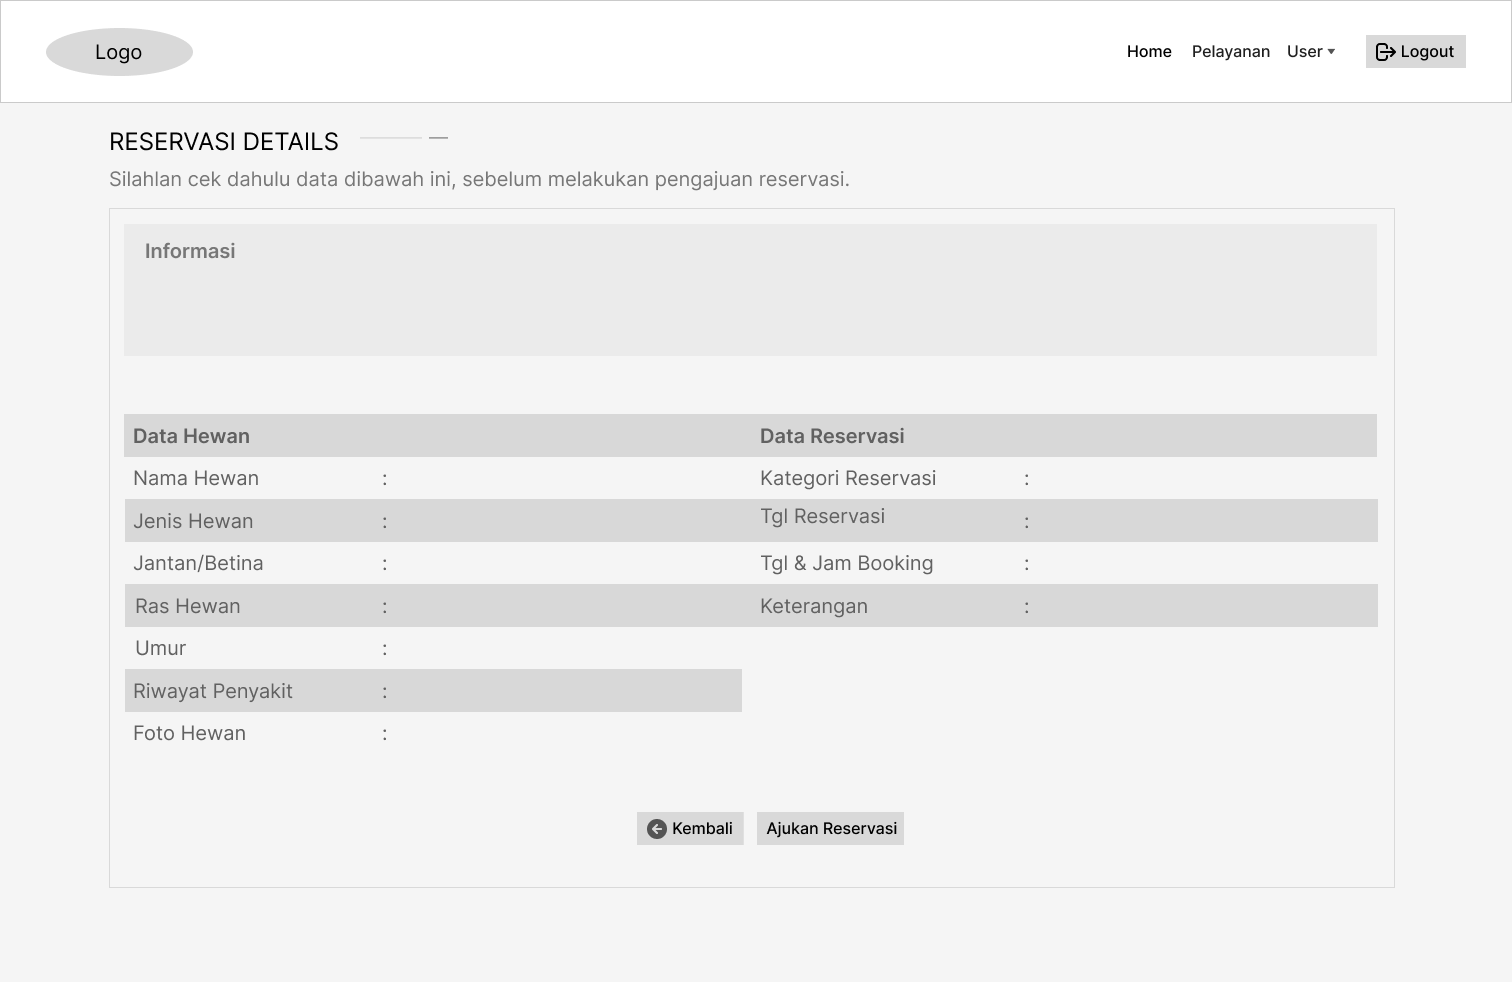 Logo
Home Pelayanan User Logout
RESERVASI DETAILS
Silahlan cek dahulu data dibawah ini, sebelum melakukan pengajuan reservasi.
Informasi
Data Hewan Data Reservasi
Nama Hewan : Kategori Reservasi :
Jenis Hewan : Tgl Reservasi :
Jantan/Betina : Tgl & Jam Booking :
Ras Hewan : Keterangan :
Umur :
Riwayat Penyakit :
Foto Hewan :
Kembali Ajukan Reservasi